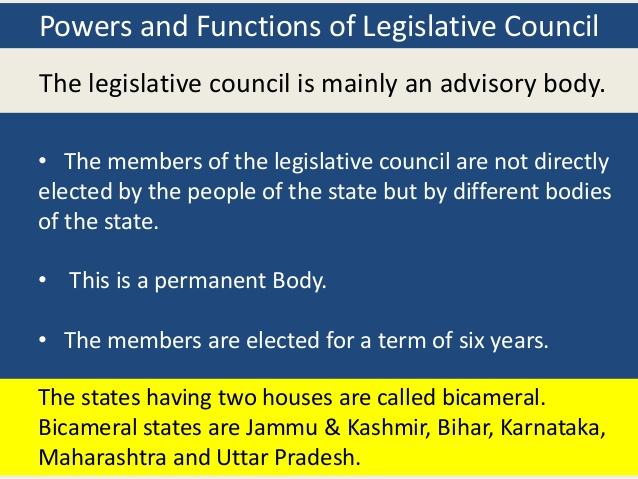 Powers and Functions of Legislative Council
The legislative council is mainly an advisory body.
• The members of the legislative council are not directly
elected by the people of the state but by different bodies
of the state.
• This is a permanent Body.
• The members are elected for a term of six years.
The states having two houses are called bicameral.
Bicameral states are Jammu & Kashmir, Bihar, Karnataka,
Maharashtra and Uttar Pradesh.